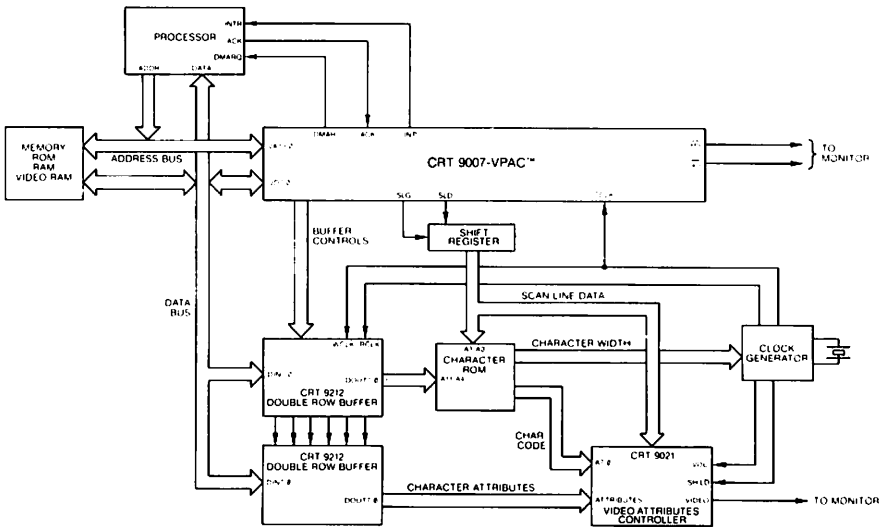 PROCESSOR
INTR
ACK
DMARQ
ADDR
DATA
MEMORY
ROM
RAM
VIDEO RAM
ADDRESS BUS
DMAR
ACK
INT
CRT 9007-VPAC™
TO
MONITOR
SLG
SLD
BUFFER
CONTROLS
SHIFT
REGISTER
DATA
BUS
SCAN LINE DATA
WCLK
RCLK
CRT 9212
DOUBLE ROW BUFFER
CHARACTER
ROM
CHARACTER WIDTH
CLOCK
GENERATOR
CHAR
CODE
CRT 9212
DOUBLE ROW BUFFER
CHARACTER ATTRIBUTES
CRT 9021
ATTRIBUTES
VIDEO
VIDEO ATTRIBUTES
CONTROLLER
TO MONITOR